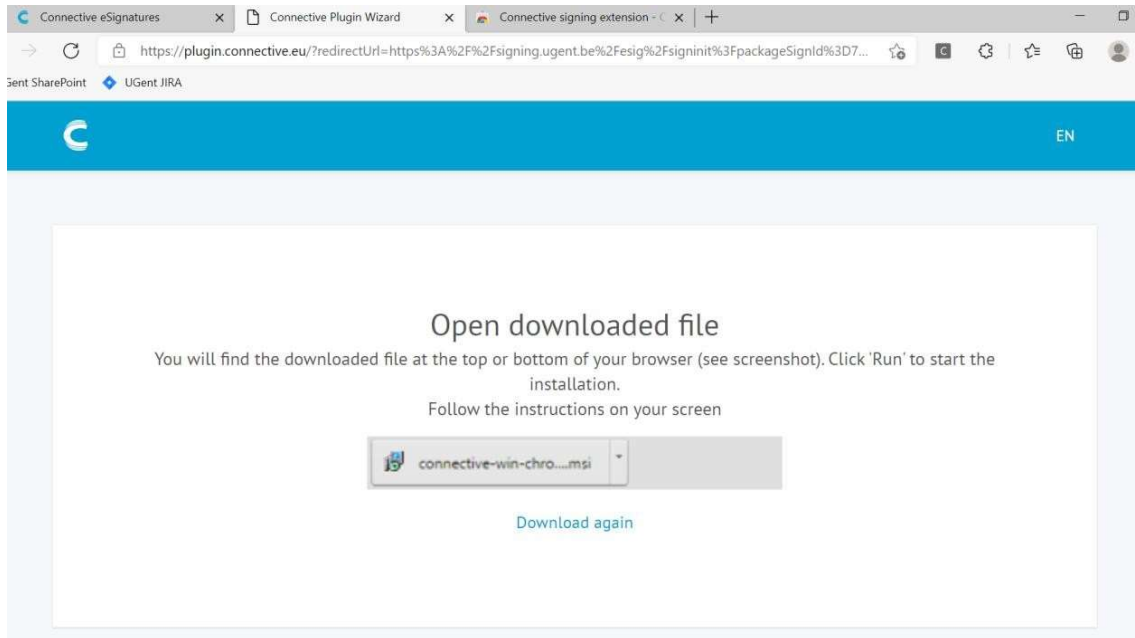 Connective eSignatures
Connective Plugin Wizard
Connective signing extension - C
https://plugin.connective.eu/?redirectUrl=https%3A%2F%2Fsigning.ugent.be%2Fesig%2Fsigninit%3FpackageSignId%3D7...
Gent SharePoint UGent JIRA
EN
Open downloaded file
You will find the downloaded file at the top or bottom of your browser (see screenshot). Click 'Run' to start the
installation.
Follow the instructions on your screen
connective-win-chro....msi
Download again